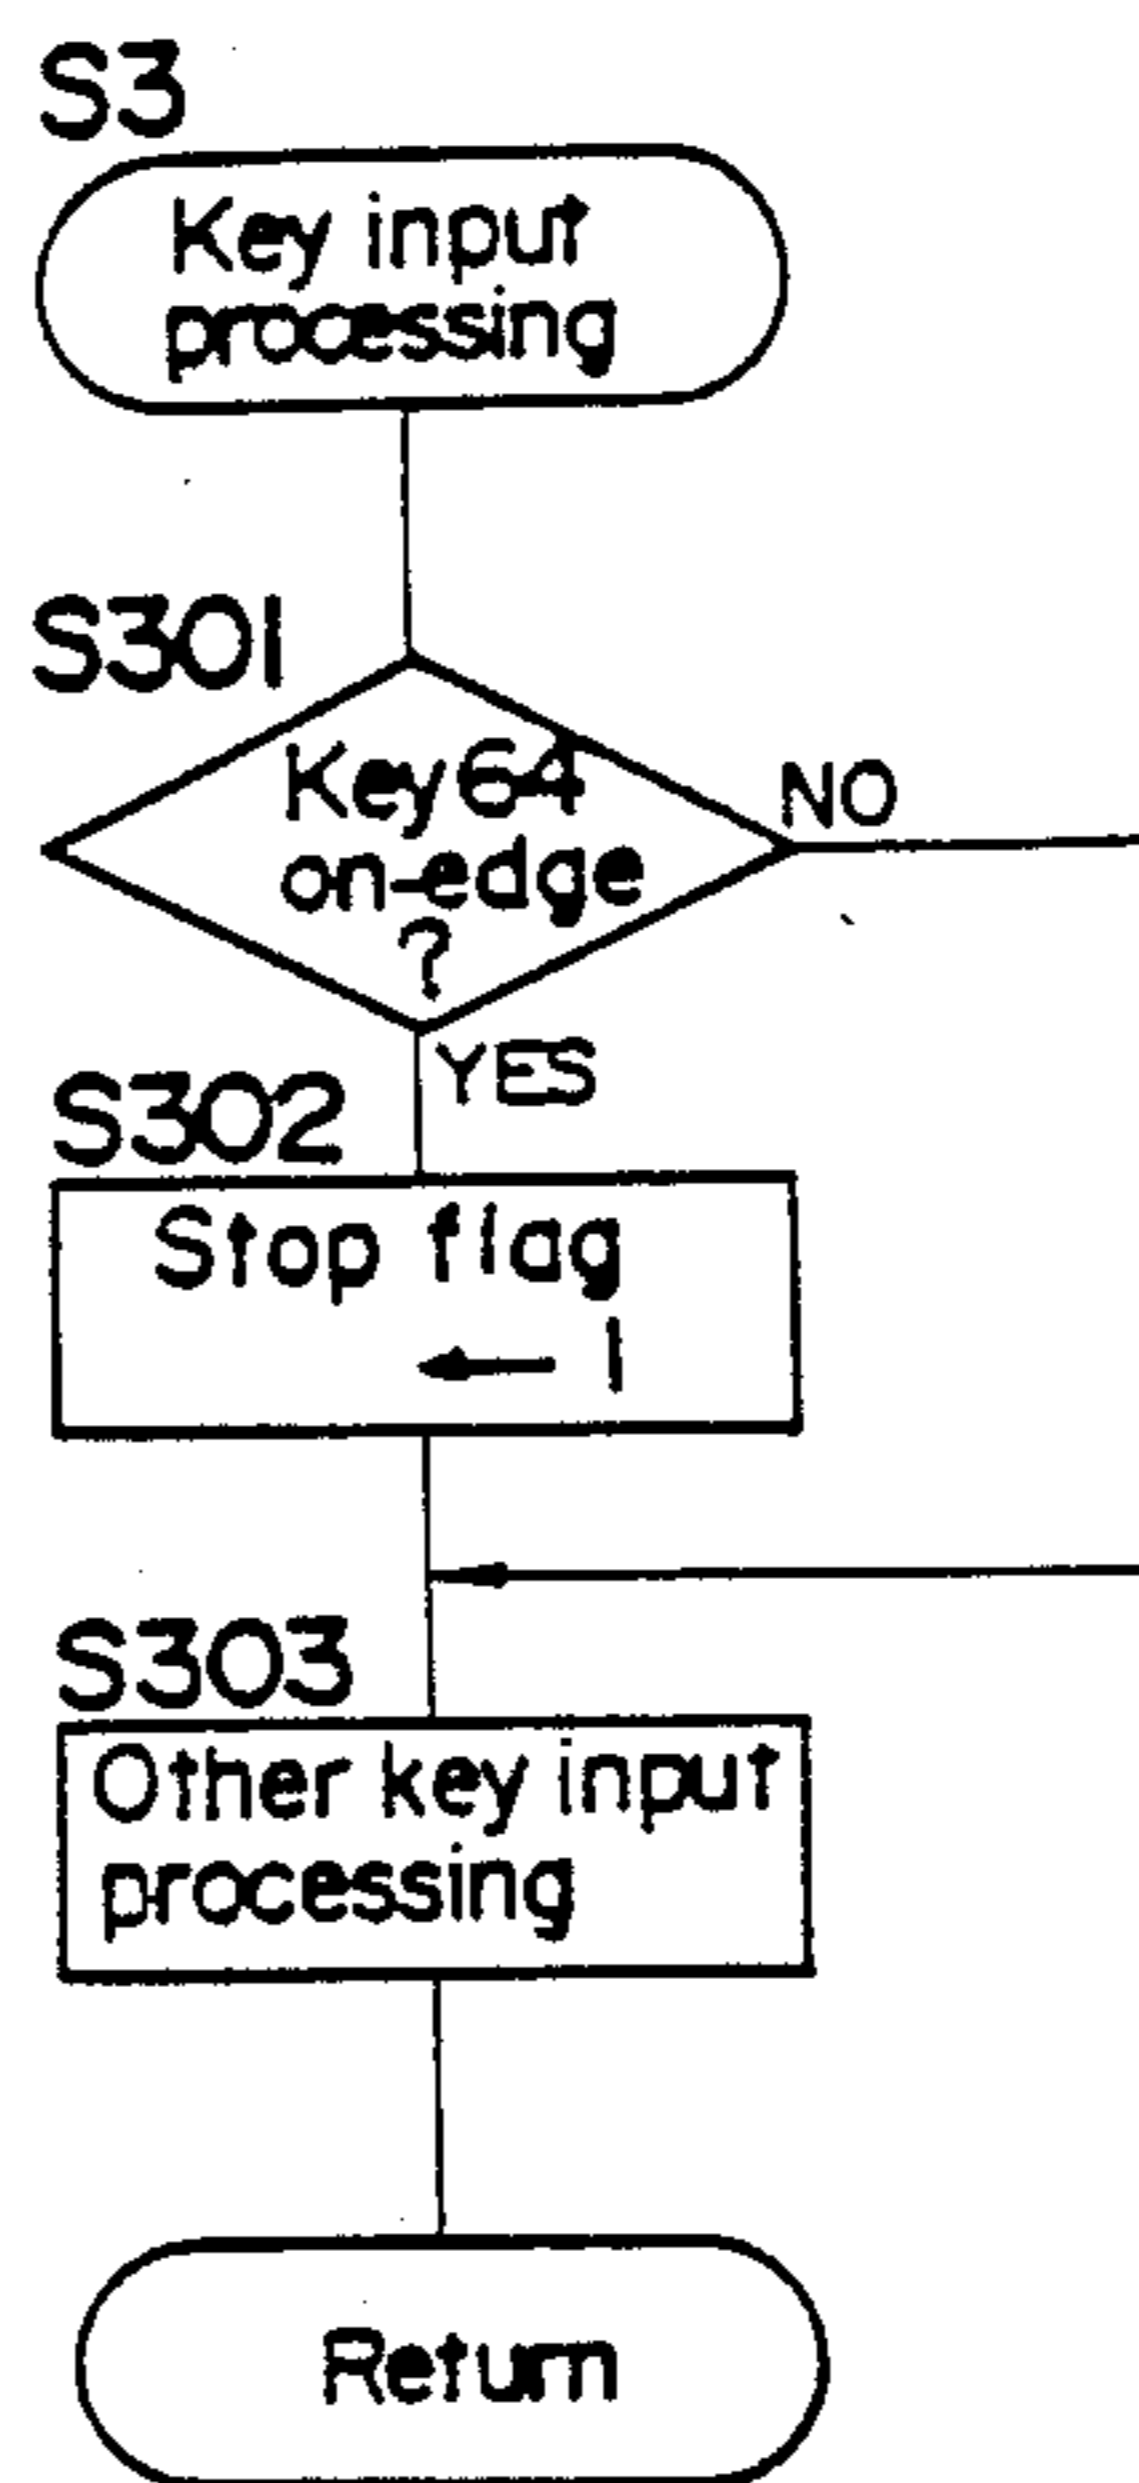 S3
Key input
processing
S301
Key 64
on-edge
?
NO
YES
S302
Stop flag
← 1
S303
Other key input
processing
Return